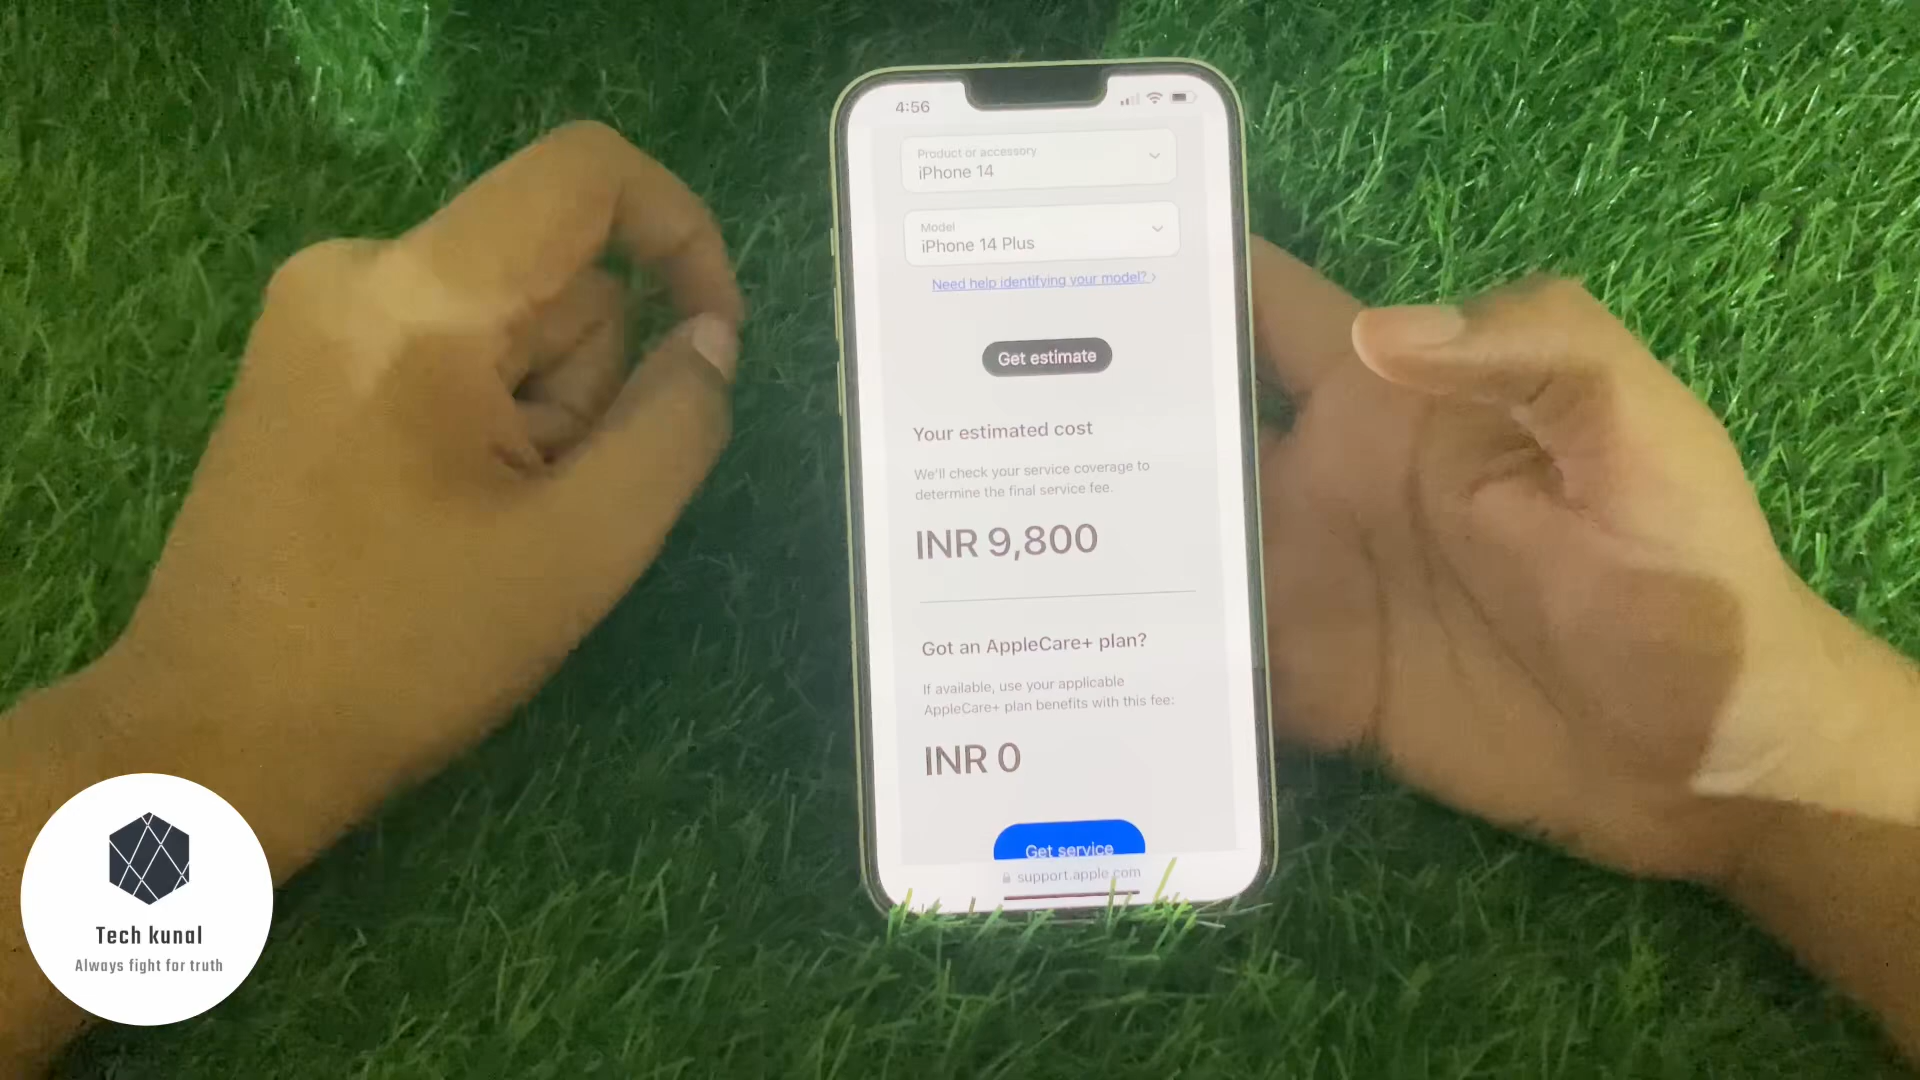 4:56
Product or accessory
iPhone 14
Model
iPhone 14 Plus
Need help identifying your model? >
Get estimate
Your estimated cost
We'll check your service coverage to
determine the final service fee.
INR 9,800
Got an AppleCare+ plan?
If available, use your applicable
AppleCare+ plan benefits with this fee:
INR 0
Get service
support.apple.com
Tech kunal
Always fight for truth